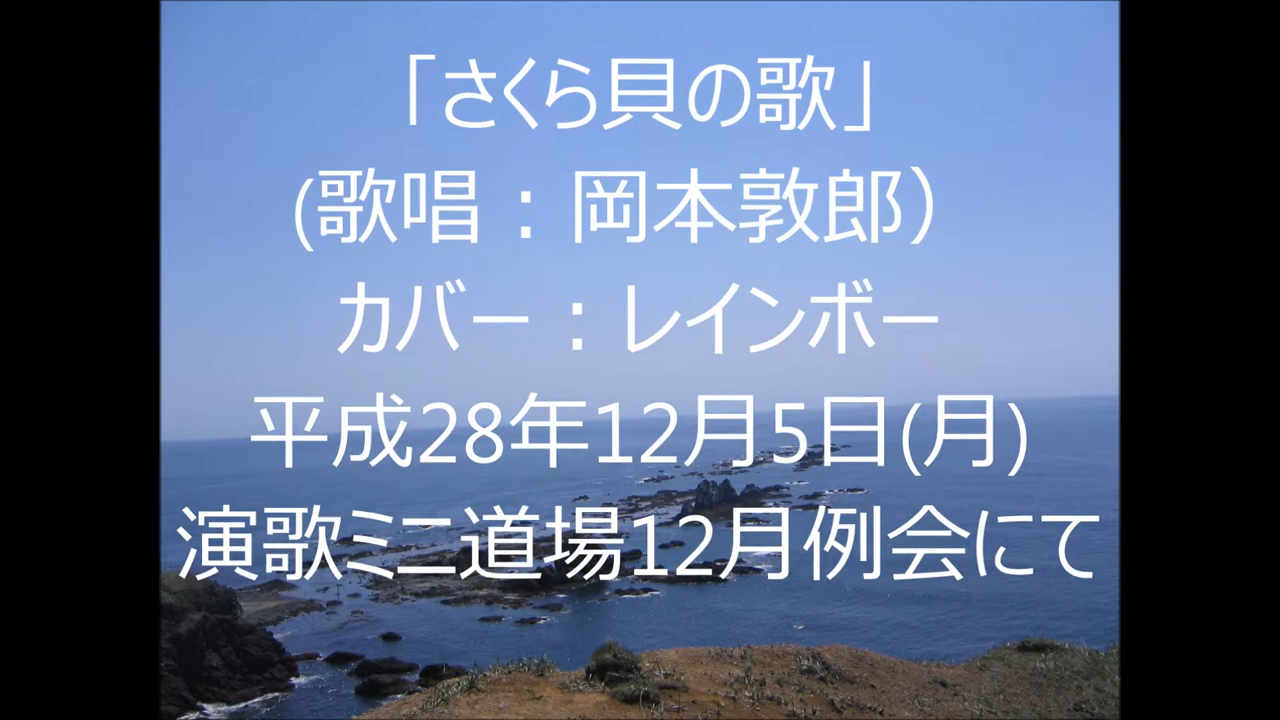 「さくら貝の歌」
(歌唱：岡本敦郎）
カバー：レインボー
平成28年12月5日(月)
演歌ミニ道場12月例会にて